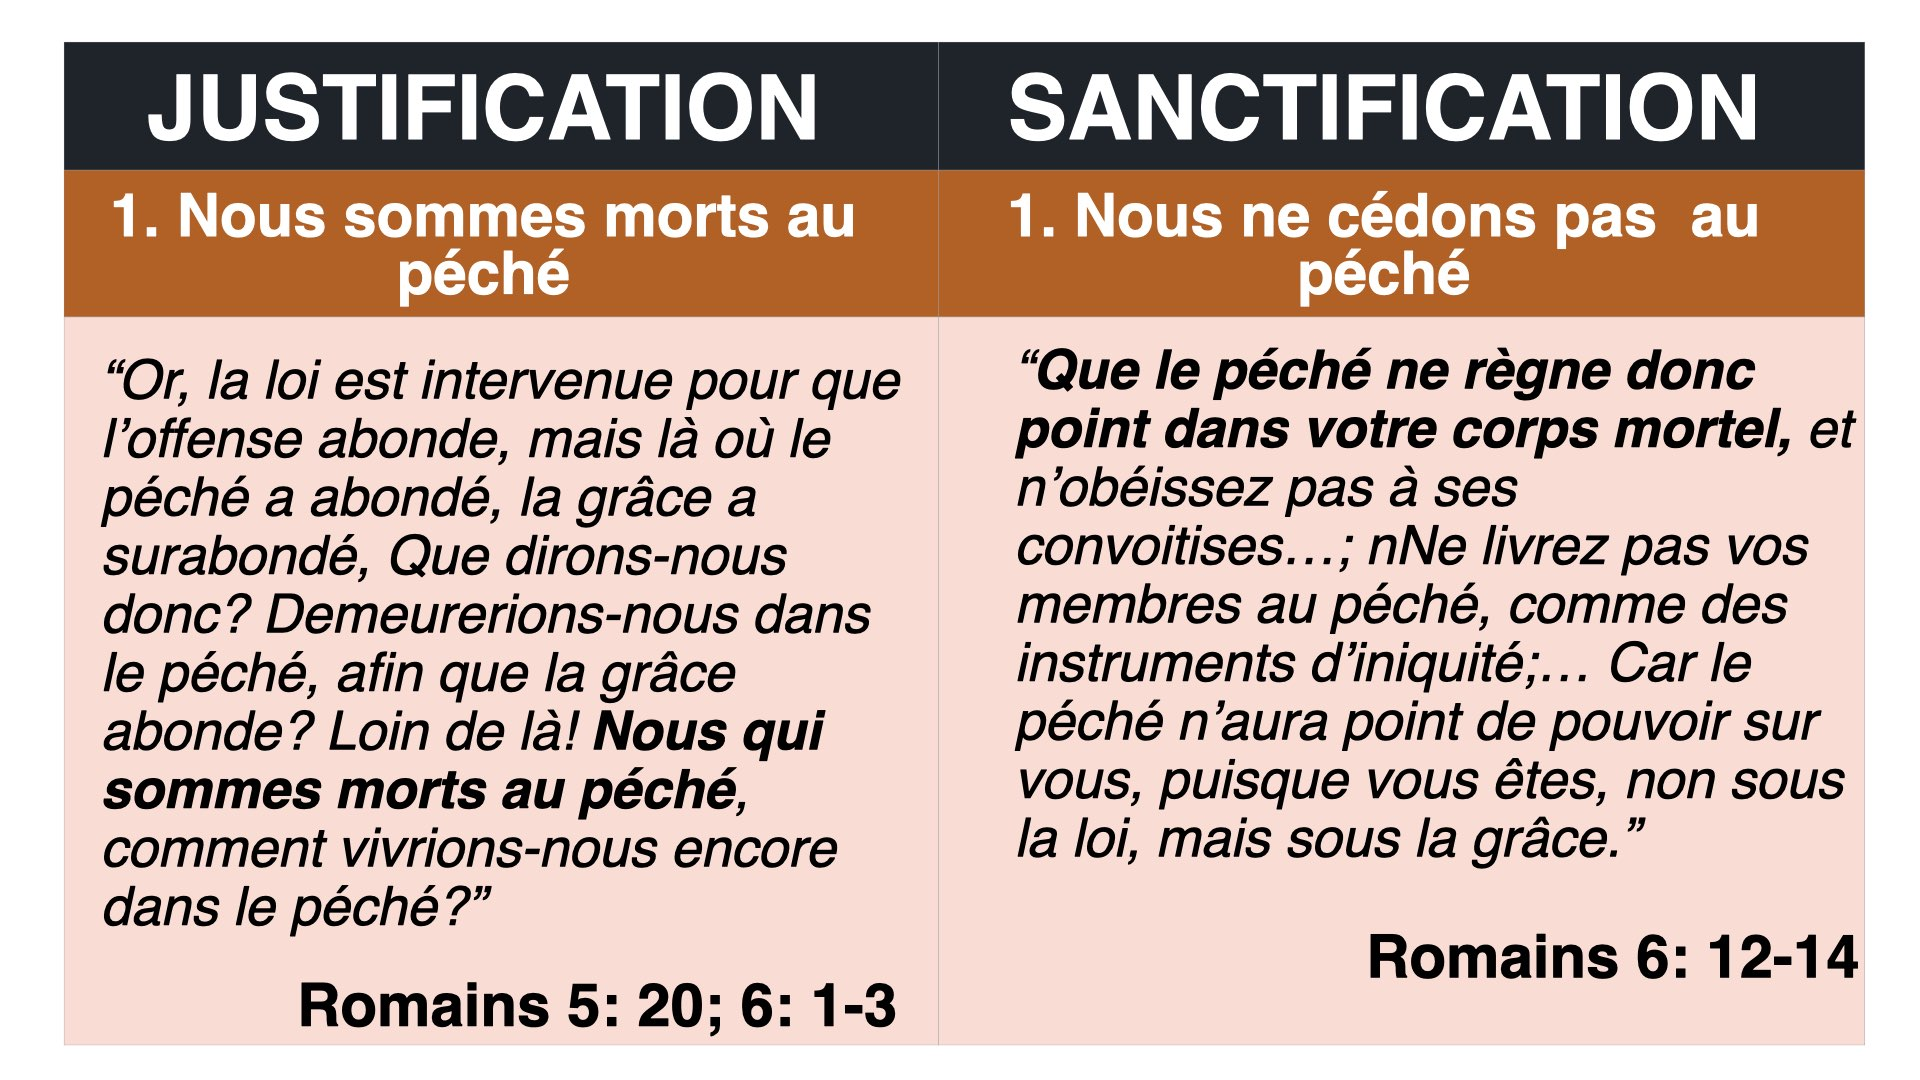 JUSTIFICATION
SANCTIFICATION
1. Nous sommes morts au
péché
1. Nous ne cédons pas  au
péché
“Or, la loi est intervenue pour que
l’offense abonde, mais là où le
péché a abondé, la grâce a
surabondé, Que dirons-nous
donc? Demeurerions-nous dans
le péché, afin que la grâce
abonde? Loin de là! Nous qui
sommes morts au péché,
comment vivrions-nous encore
dans le péché?”
Romains 5: 20; 6: 1-3
“Que le péché ne règne donc
point dans votre corps mortel, et
n’obéissez pas à ses
convoitises…; nNe livrez pas vos
membres au péché, comme des
instruments d’iniquité;… Car le
péché n’aura point de pouvoir sur
vous, puisque vous êtes, non sous
la loi, mais sous la grâce.”
Romains 6: 12-14